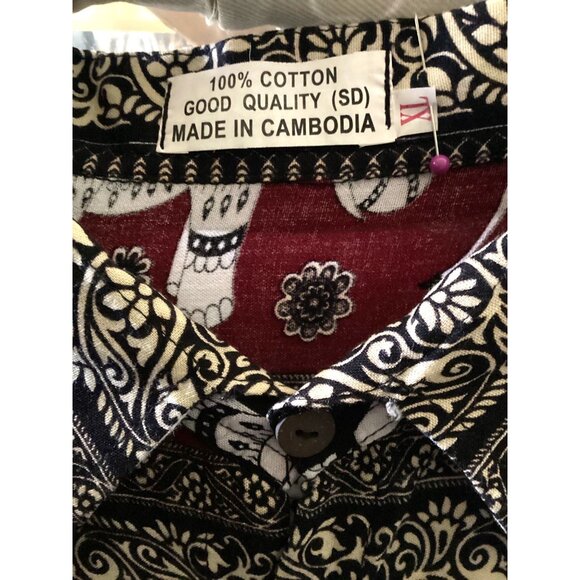 100% COTTON
GOOD QUALITY (SD)
MADE IN CAMBODIA
XL